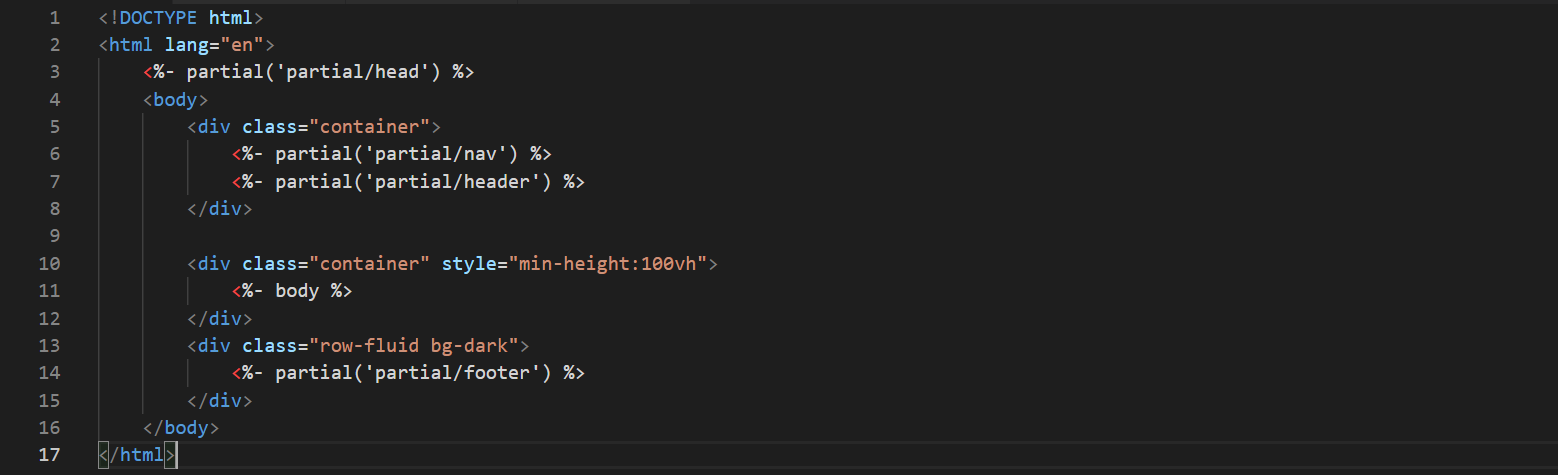 1 <!DOCTYPE html>
2 <html lang="en">
3     <%- partial('partial/head') %>
4     <body>
5         <div class="container">
6             <%- partial('partial/nav') %>
7             <%- partial('partial/header') %>
8         </div>
9
10         <div class="container" style="min-height:100vh">
11             <%- body %>
12         </div>
13         <div class="row-fluid bg-dark">
14             <%- partial('partial/footer') %>
15         </div>
16     </body>
17 </html>